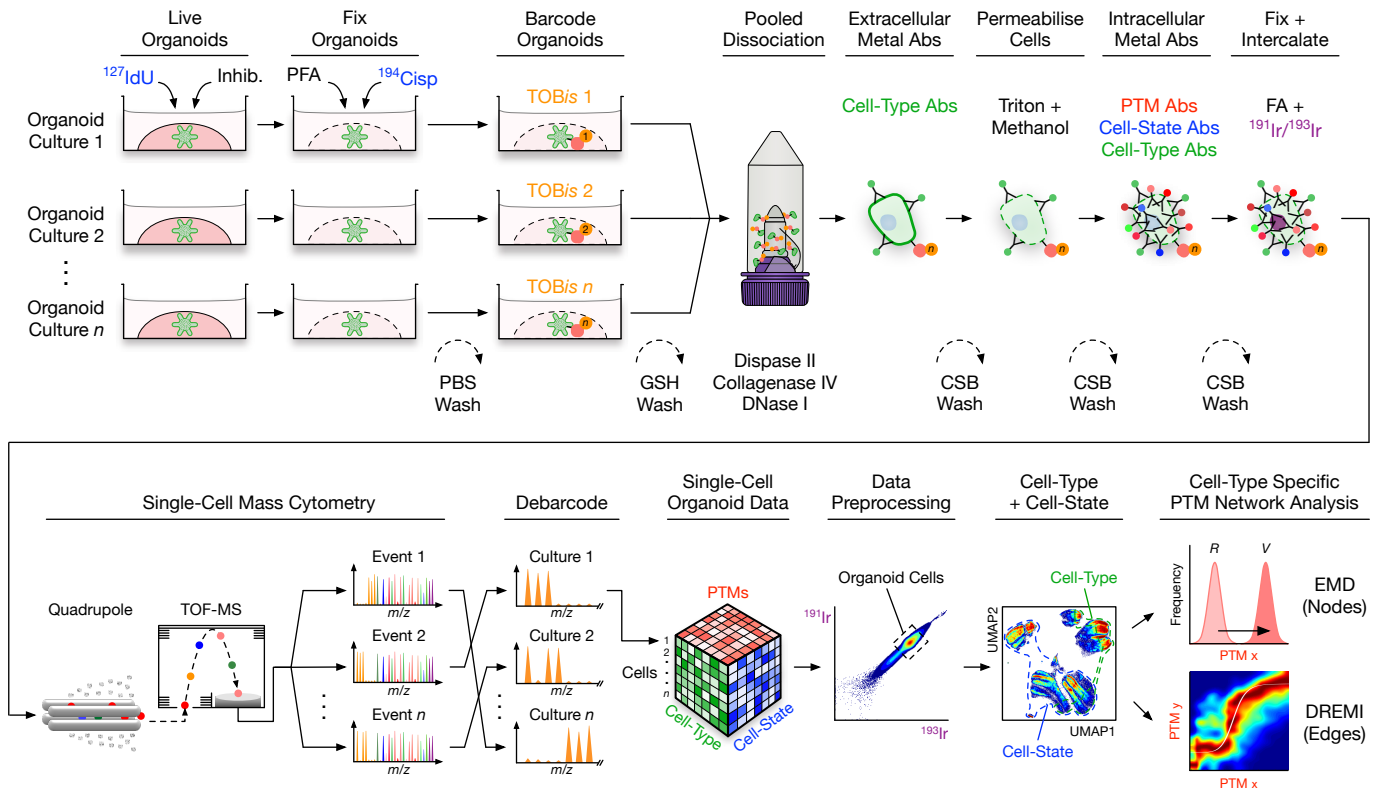 Live
Organoids
Fix
Organoids
Barcode
Organoids
Pooled
Dissociation
Extracellular
Metal Abs
Permeabilise
Cells
Intracellular
Metal Abs
Fix +
Intercalate
¹²⁷IdU
Inhib.
PFA
¹⁹⁴Cisp
TOBis 1
Cell-Type Abs
Triton +
Methanol
PTM Abs
Cell-State Abs
Cell-Type Abs
FA +
¹⁹¹Ir/¹⁹³Ir
Organoid
Culture 1
1
TOBis 2
Organoid
Culture 2
2
n
n
n
n
TOBis n
Organoid
Culture n
n
PBS
Wash
GSH
Wash
Dispase II
Collagenase IV
DNase I
CSB
Wash
CSB
Wash
CSB
Wash
Single-Cell Mass Cytometry
Debarcode
Single-Cell
Organoid Data
Data
Preprocessing
Cell-Type
+ Cell-State
Cell-Type Specific
PTM Network Analysis
Quadrupole
TOF-MS
Event 1
m/z
Event 2
m/z
Event n
m/z
Culture 1
Culture 2
Culture n
m/z
PTMs
Cells
1
2
n
Cell-Type
Cell-State
Organoid Cells
¹⁹¹Ir
¹⁹³Ir
Cell-Type
UMAP2
UMAP1
Cell-State
R
V
Frequency
PTM x
EMD
(Nodes)
PTM y
PTM x
DREMI
(Edges)